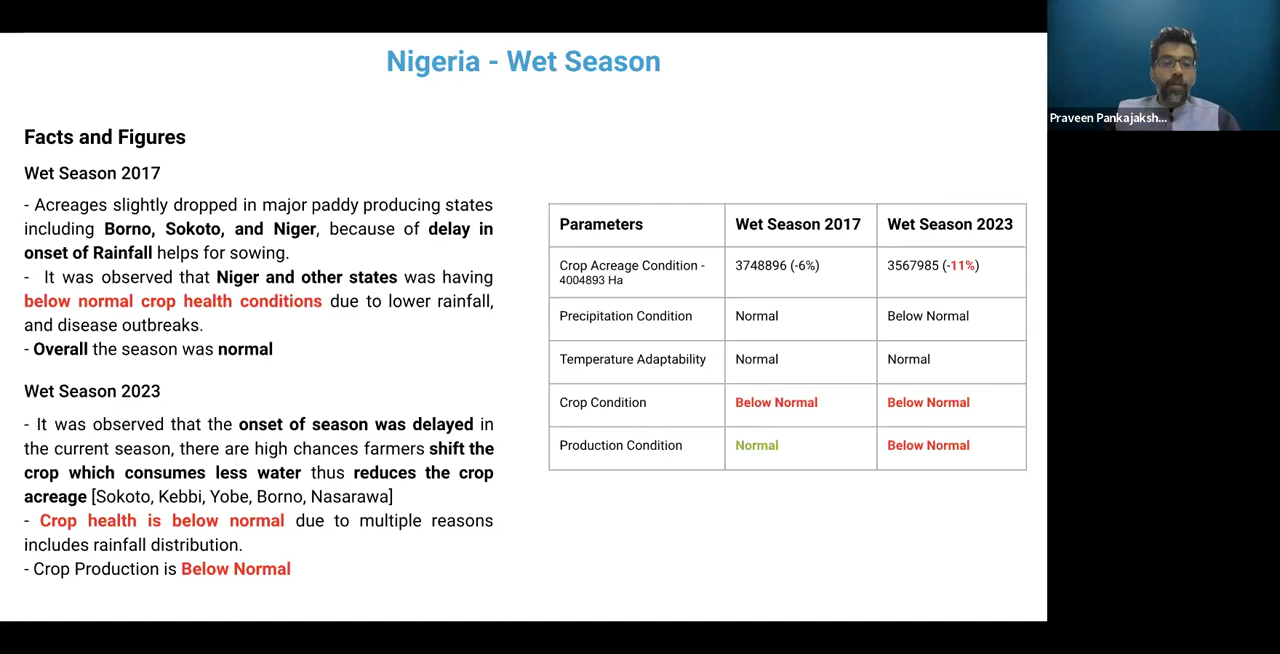 Nigeria - Wet Season
Praveen Pankajaksh...
Facts and Figures
Wet Season 2017
- Acreages slightly dropped in major paddy producing states
including Borno, Sokoto, and Niger, because of delay in
onset of Rainfall helps for sowing.
- It was observed that Niger and other states was having
below normal crop health conditions due to lower rainfall,
and disease outbreaks.
- Overall the season was normal
Wet Season 2023
- It was observed that the onset of season was delayed in
the current season, there are high chances farmers shift the
crop which consumes less water thus reduces the crop
acreage [Sokoto, Kebbi, Yobe, Borno, Nasarawa]
- Crop health is below normal due to multiple reasons
includes rainfall distribution.
- Crop Production is Below Normal
Parameters Wet Season 2017 Wet Season 2023
Crop Acreage Condition - 3748896 (-6%) 3567985 (-11%)
4004893 Ha
Precipitation Condition Normal Below Normal
Temperature Adaptability Normal Normal
Crop Condition Below Normal Below Normal
Production Condition Normal Below Normal